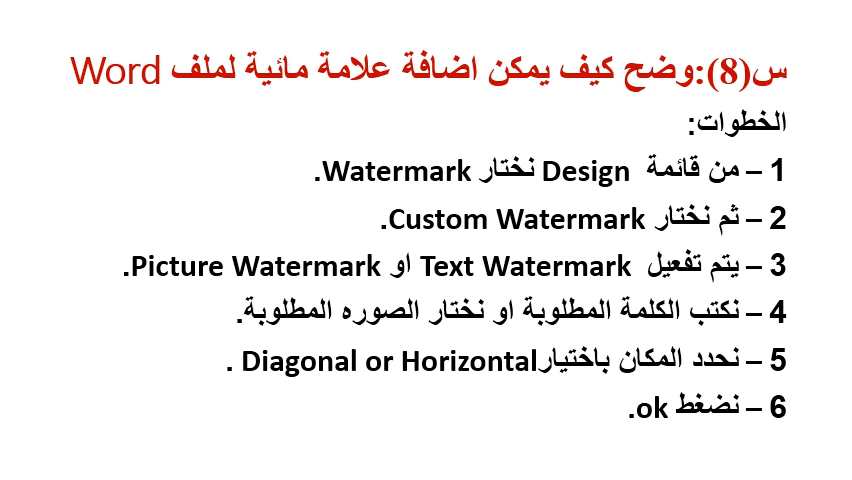 س(8):وضح كيف يمكن اضافة علامة مائية لملف Word
الخطوات:
1 – من قائمة Design نختار Watermark.
2 – ثم نختار Custom Watermark.
3 – يتم تفعيل Text Watermark او Picture Watermark.
4 – نكتب الكلمة المطلوبة او نختار الصوره المطلوبة.
5 – نحدد المكان باختيارDiagonal or Horizontal .
6 – نضغط ok.